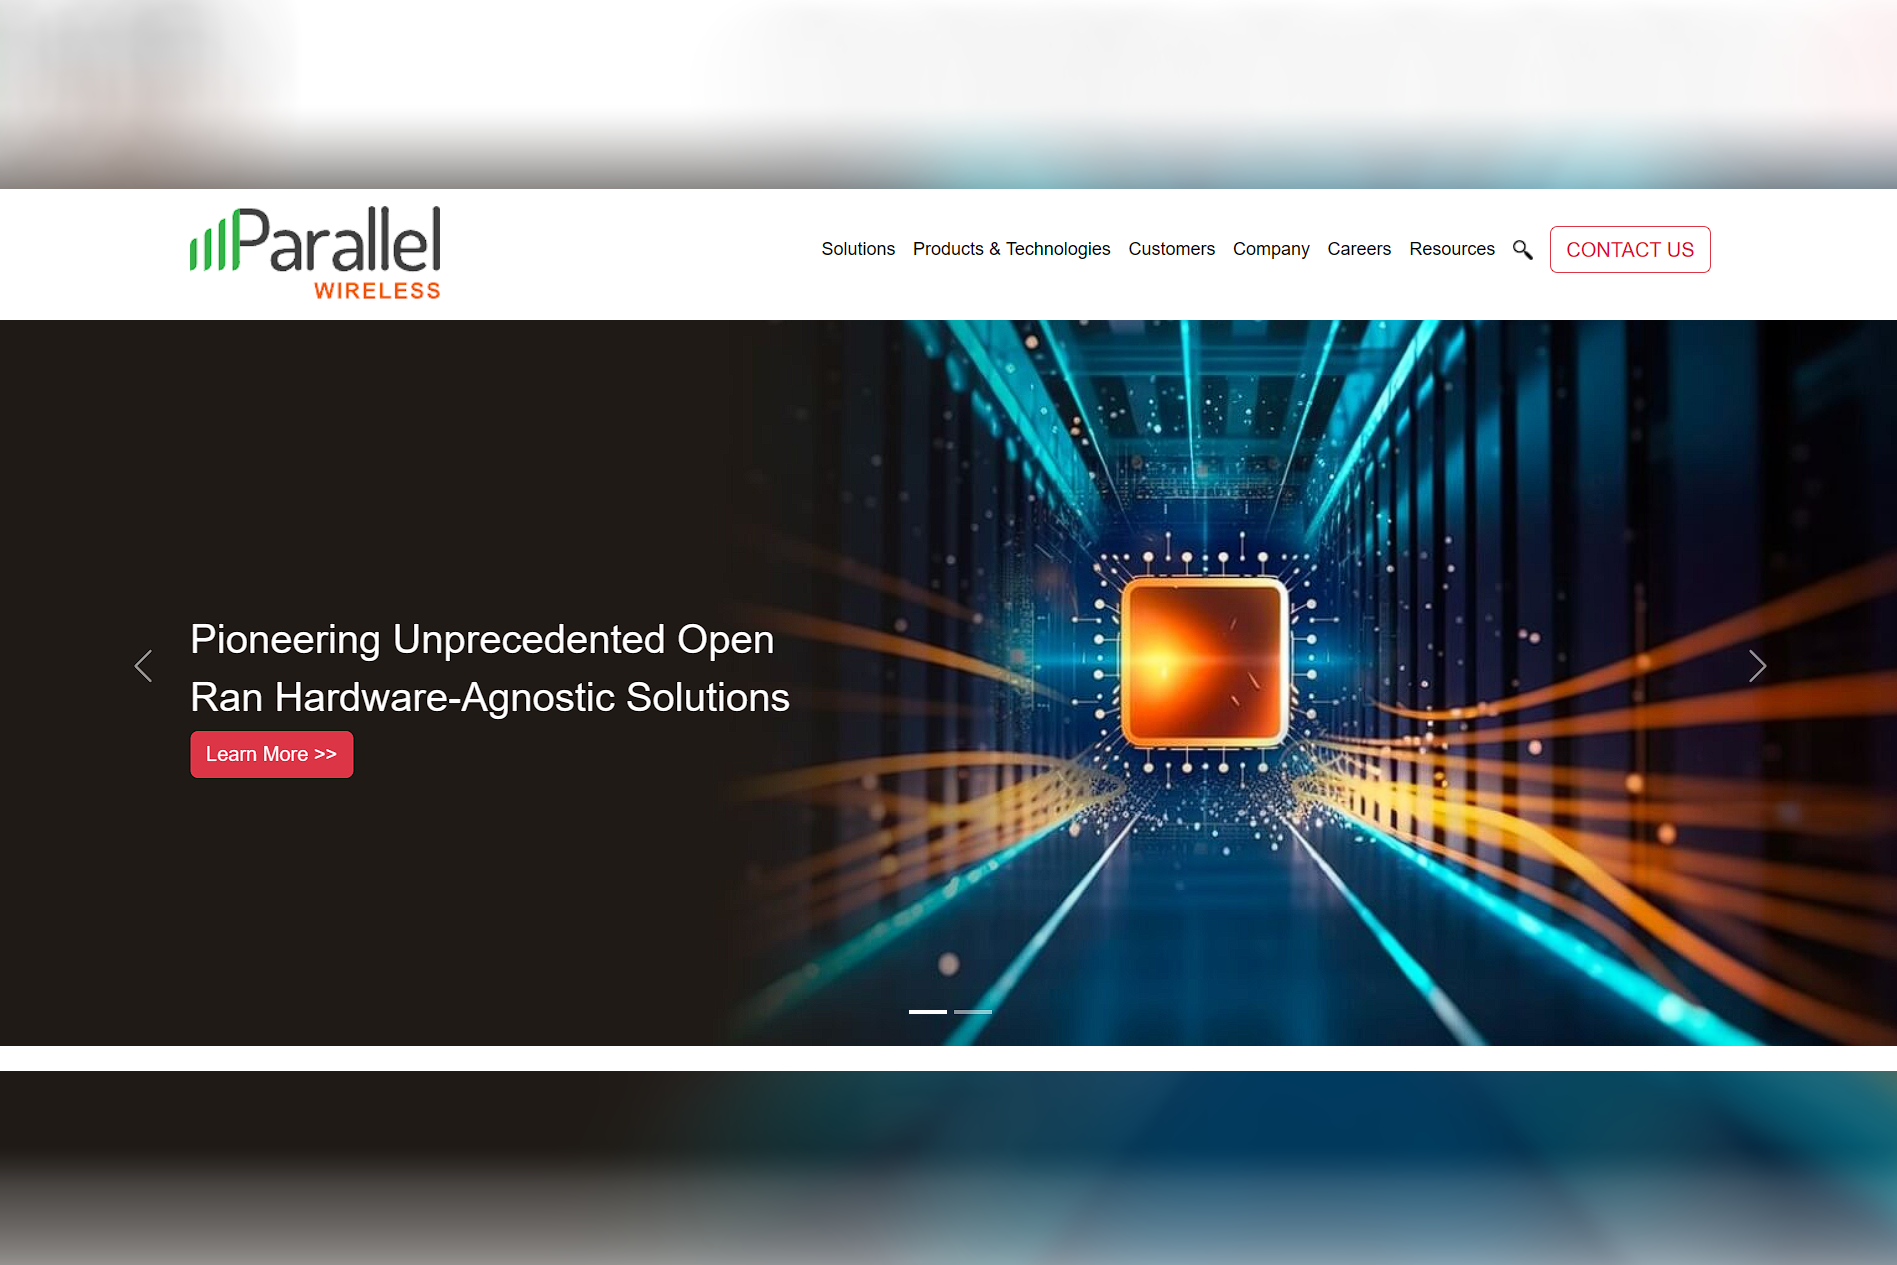 Parallel
WIRELESS
Solutions Products & Technologies Customers Company Careers Resources CONTACT US
Pioneering Unprecedented Open
Ran Hardware-Agnostic Solutions
Learn More >>